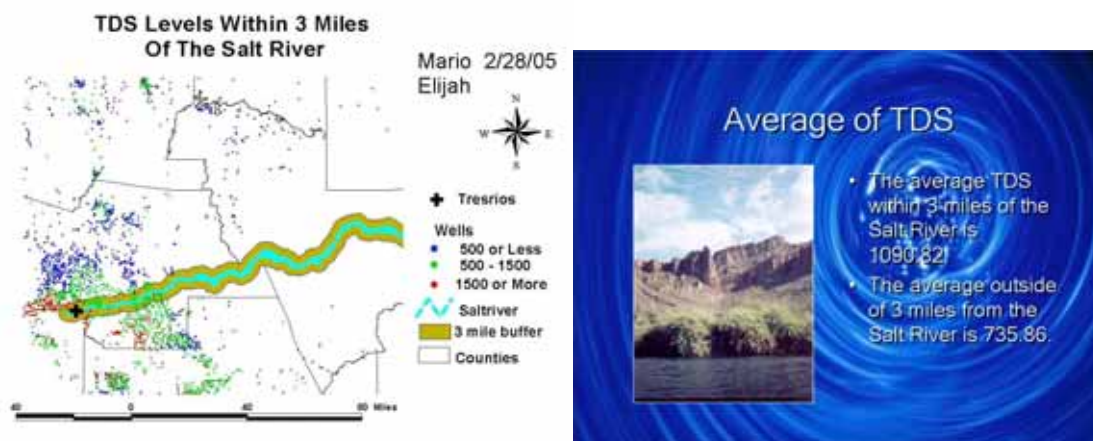 TDS Levels Within 3 Miles
Of The Salt River
Mario 2/28/05
Elijah
N
W E
S
Tresrios
Wells
500 or Less
500 - 1500
1500 or More
Saltriver
3 mile buffer
Counties
40 0 40 80 Miles
Average of TDS
• The average TDS
within 3 miles of the
Salt River is
1090.82.
• The average outside
of 3 miles from the
Salt River is 735.86.